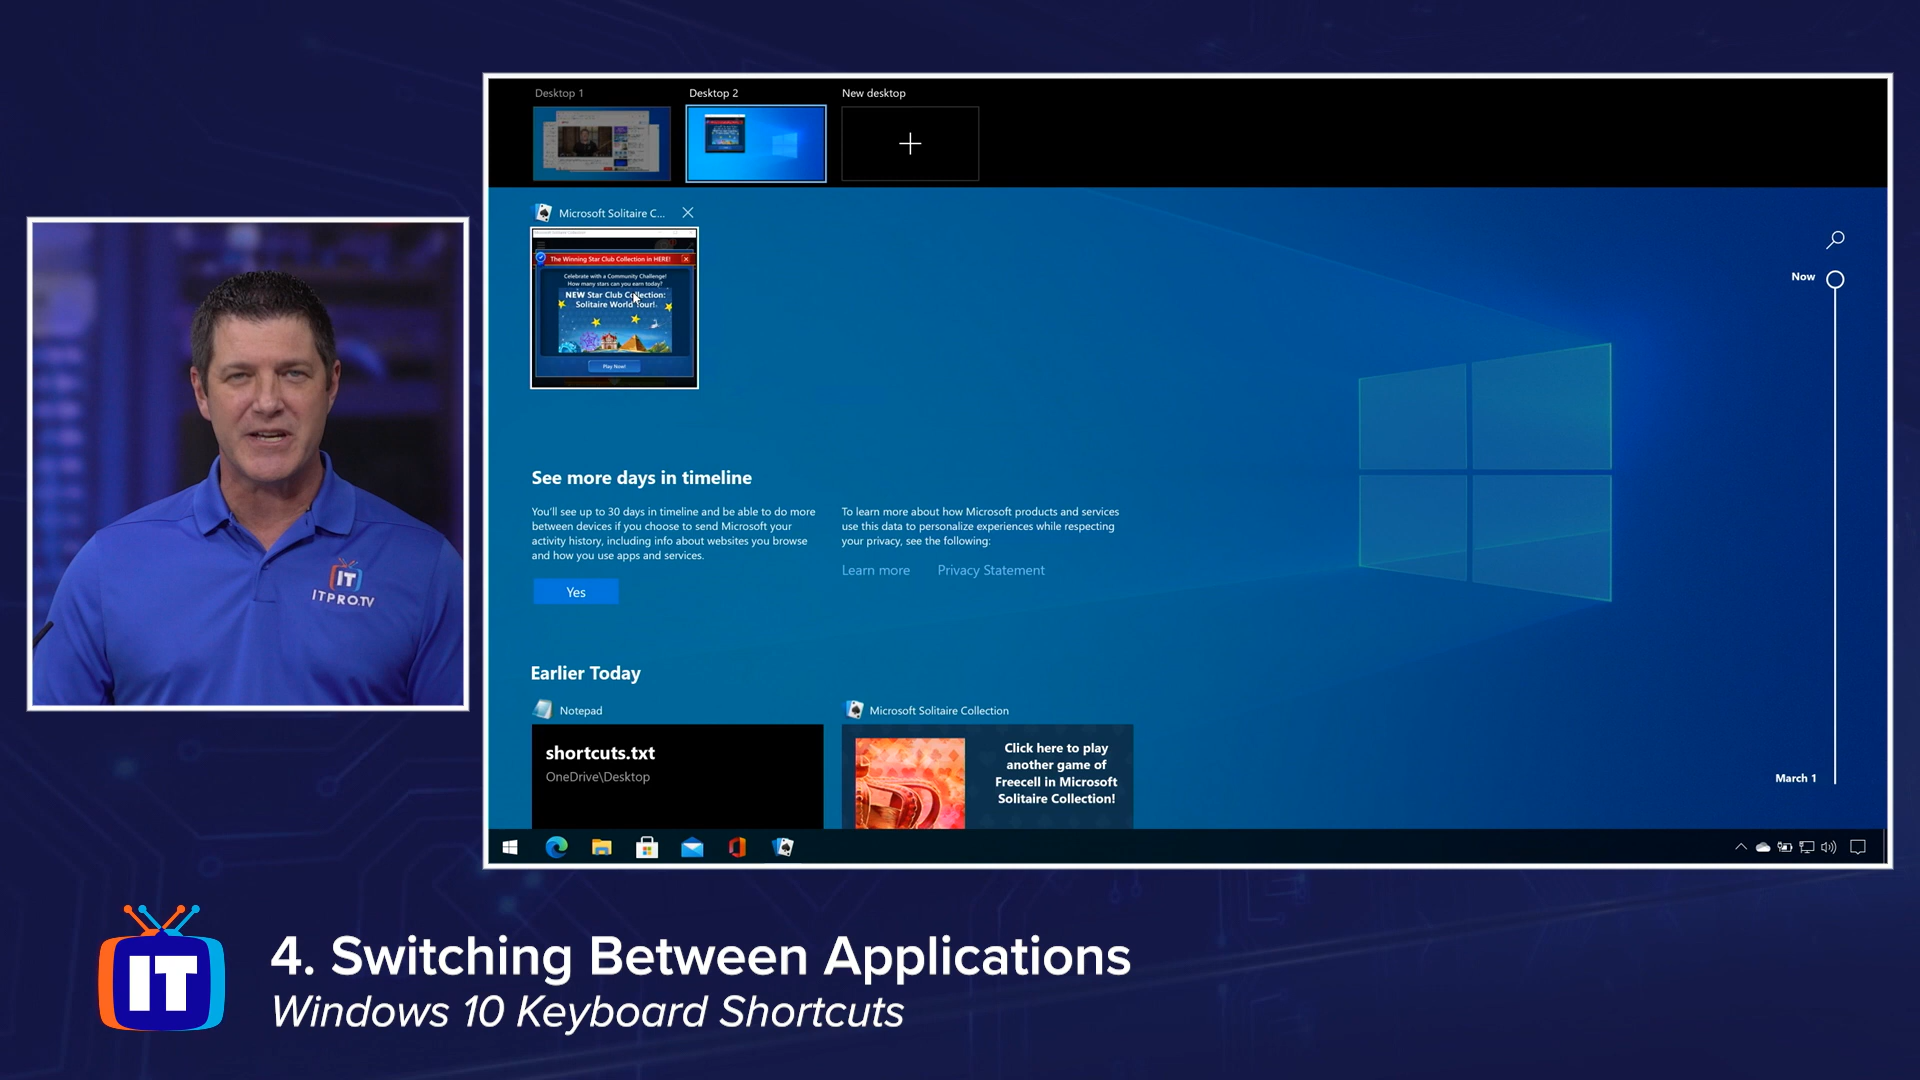 Desktop 1
Desktop 2
New desktop
Microsoft Solitaire C...
The Winning Star Club Collection in HERE!
Celebrate with a Community Challenge!
How many stars can you earn today?
NEW Star Club Collection:
Solitaire World Tour!
Play Now!
Now
See more days in timeline
You'll see up to 30 days in timeline and be able to do more
between devices if you choose to send Microsoft your
activity history, including info about websites you browse
and how you use apps and services.
Yes
To learn more about how Microsoft products and services
use this data to personalize experiences while respecting
your privacy, see the following:
Learn more
Privacy Statement
Earlier Today
Notepad
shortcuts.txt
OneDrive\Desktop
Microsoft Solitaire Collection
Click here to play
another game of
Freecell in Microsoft
Solitaire Collection!
March 1
IT
ITPRO.TV
IT
4. Switching Between Applications
Windows 10 Keyboard Shortcuts